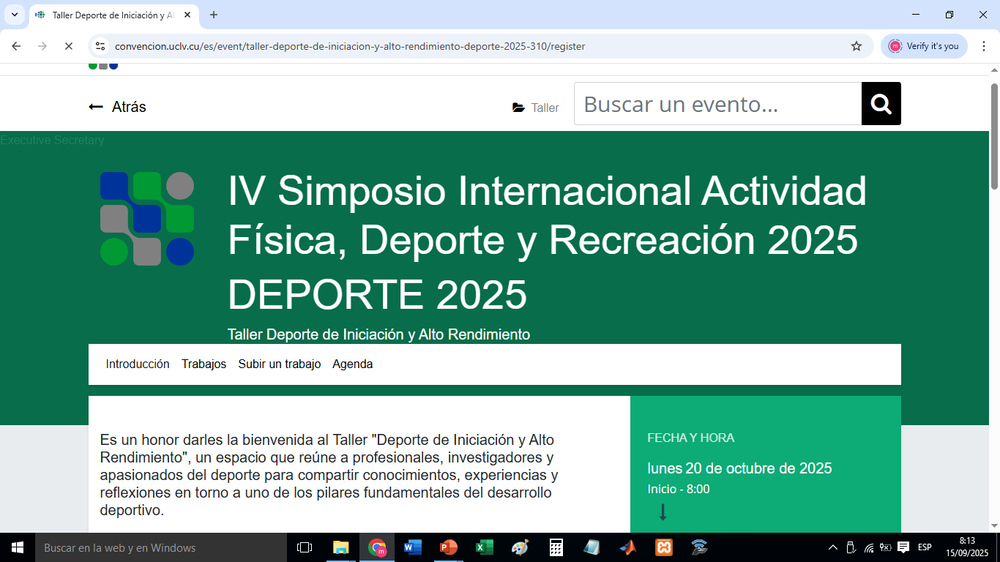 Taller Deporte de Iniciación y Al
convencion.uclv.cu/es/event/taller-deporte-de-iniciacion-y-alto-rendimiento-deporte-2025-310/register
m Verify it's you
Atrás
Taller
Buscar un evento...
Executive Secretary
IV Simposio Internacional Actividad
Física, Deporte y Recreación 2025
DEPORTE 2025
Taller Deporte de Iniciación y Alto Rendimiento
Introducción Trabajos Subir un trabajo Agenda
Es un honor darles la bienvenida al Taller "Deporte de Iniciación y Alto
Rendimiento", un espacio que reúne a profesionales, investigadores y
apasionados del deporte para compartir conocimientos, experiencias y
reflexiones en torno a uno de los pilares fundamentales del desarrollo
deportivo.
FECHA Y HORA
lunes 20 de octubre de 2025
Inicio - 8:00
Buscar en la web y en Windows
ESP
8:13
15/09/2025